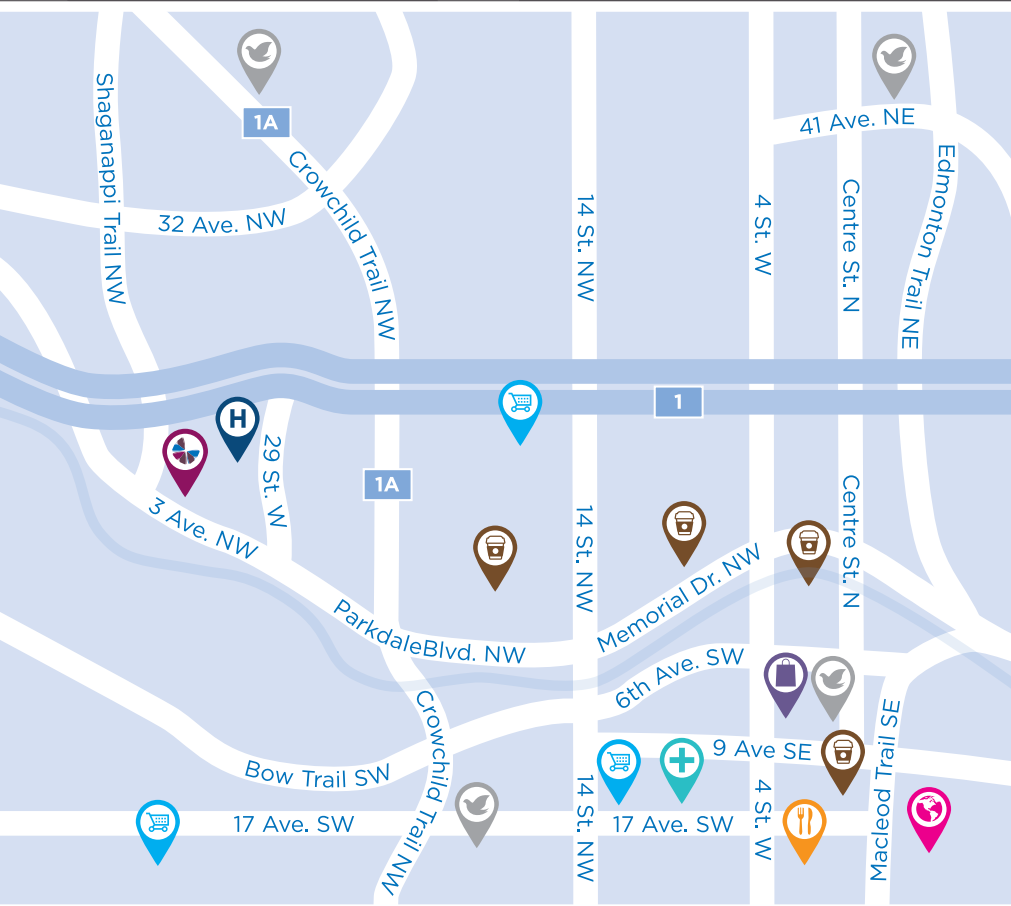 1A
41 Ave. NE
Shaganappi Trail NW
Crowchild Trail NW
32 Ave. NW
14 St. NW
4 St. W
Centre St. N
Edmonton Trail NE
1
H
29 St. W
1A
3 Ave. NW
14 St. NW
Centre St. N
Memorial Dr. NW
ParkdaleBlvd. NW
6th Ave. SW
Crowchild Trail NW
Bow Trail SW
9 Ave SE
Macleod Trail SE
17 Ave. SW
14 St. NW
17 Ave. SW
4 St. W